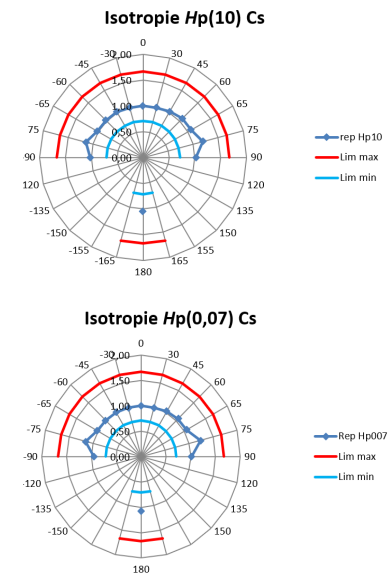 Isotropie Hp(10) Cs
0
-30 2,00 30
-45 45
-60 1,50 60
-65 1,00 65
75 0,50 75
90 0,00 90
120 120
-135 135
-150 150
-155 155
-165 165
180
rep Hp10
Lim max
Lim min
Isotropie Hp(0,07) Cs
0
-30 2,00 30
-45 45
-60 1,50 60
-75 1,00 75
0,50
-90 0,00 90
-120 120
-135 135
-150 150
180
Rep Hp007
Lim max
Lim min